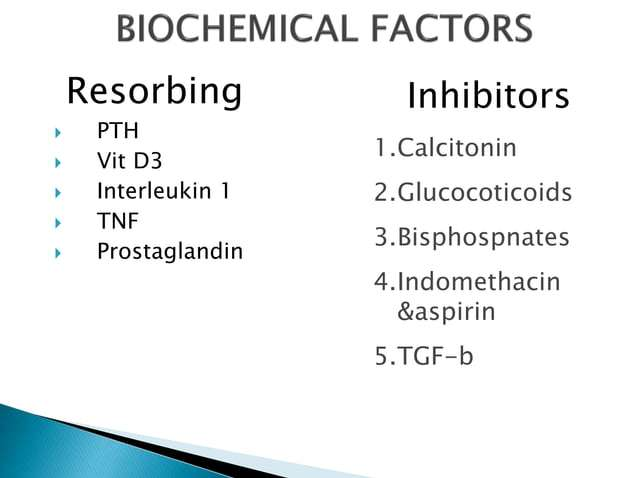 BIOCHEMICAL FACTORS
Resorbing
PTH
Vit D3
Interleukin 1
TNF
Prostaglandin
Inhibitors
1.Calcitonin
2.Glucocoticoids
3.Bisphospnates
4.Indomethacin
&aspirin
5.TGF-b